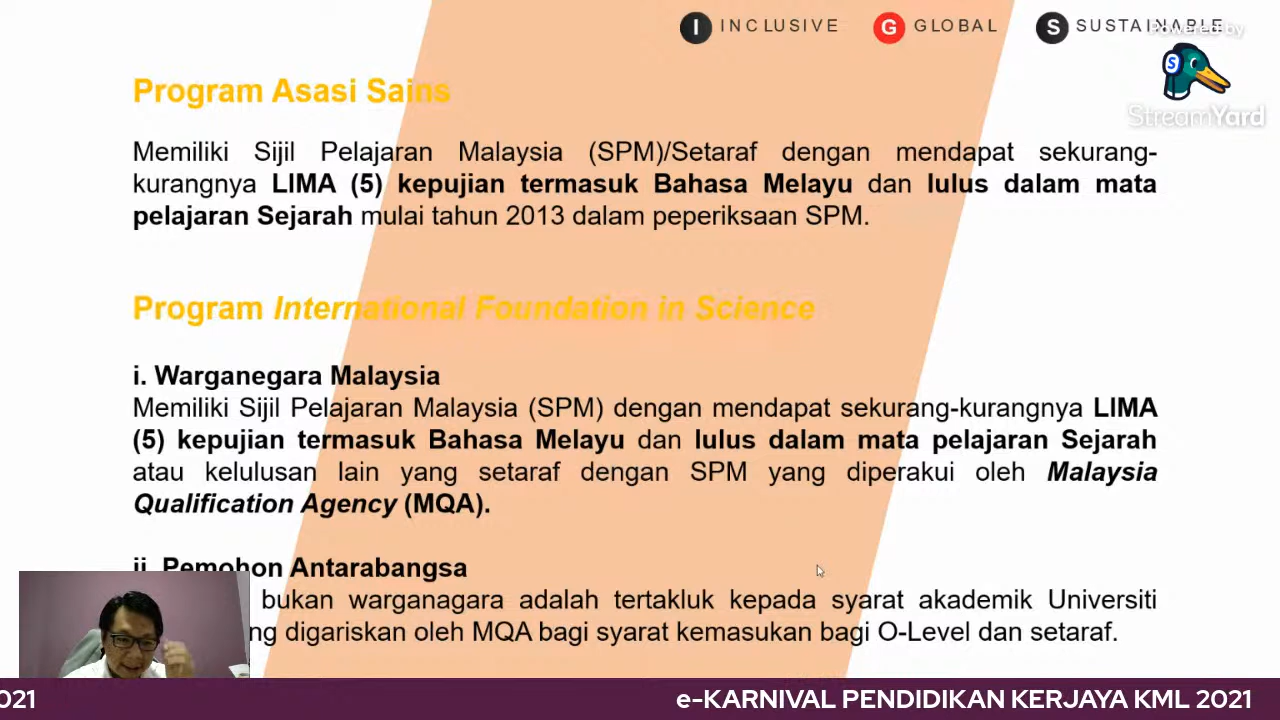 I INCLUSIVE G GLOBAL S SUSTAINABLE
Powered by
StreamYard
Program Asasi Sains
Memiliki Sijil Pelajaran Malaysia (SPM)/Setaraf dengan mendapat sekurang-
kurangnya LIMA (5) kepujian termasuk Bahasa Melayu dan lulus dalam mata
pelajaran Sejarah mulai tahun 2013 dalam peperiksaan SPM.
Program International Foundation in Science
i. Warganegara Malaysia
Memiliki Sijil Pelajaran Malaysia (SPM) dengan mendapat sekurang-kurangnya LIMA
(5) kepujian termasuk Bahasa Melayu dan lulus dalam mata pelajaran Sejarah
atau kelulusan lain yang setaraf dengan SPM yang diperakui oleh Malaysia
Qualification Agency (MQA).
ii. Pemohon Antarabangsa
bukan warganagara adalah tertakluk kepada syarat akademik Universiti
ng digariskan oleh MQA bagi syarat kemasukan bagi O-Level dan setaraf.
2021 e-KARNIVAL PENDIDIKAN KERJAYA KML 2021